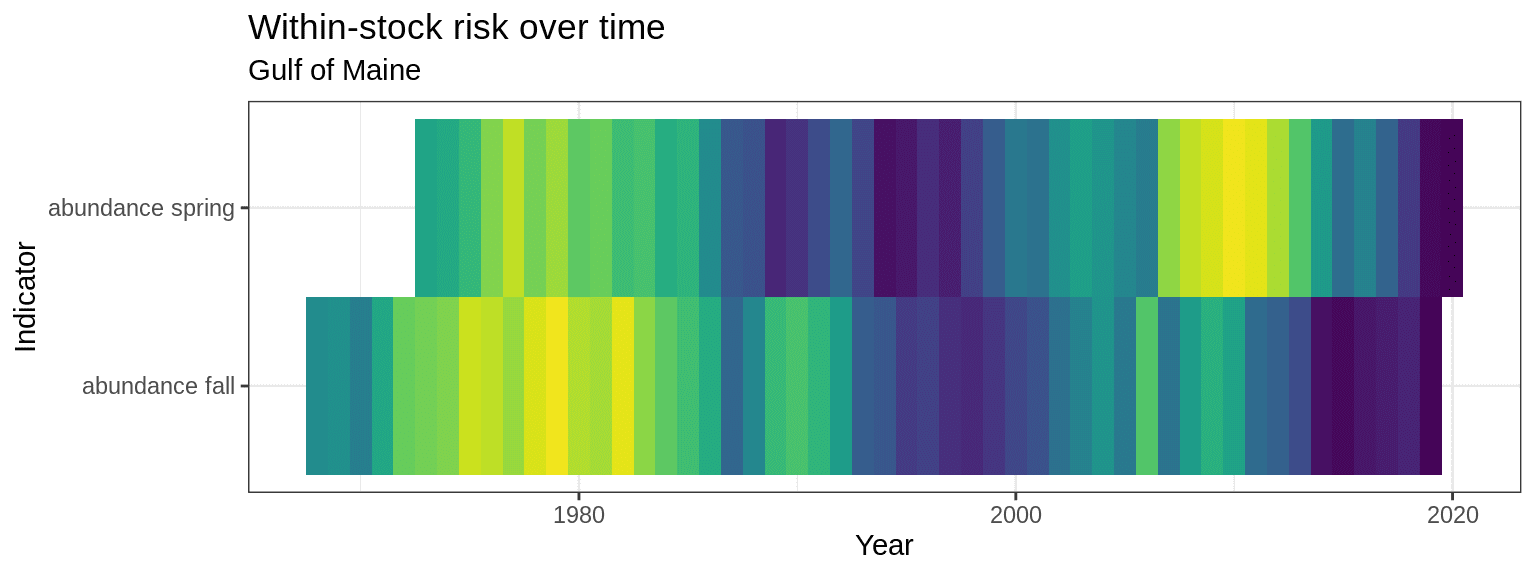 Within-stock risk over time
Gulf of Maine
Indicator
abundance spring
abundance fall
1980 2000 2020
Year